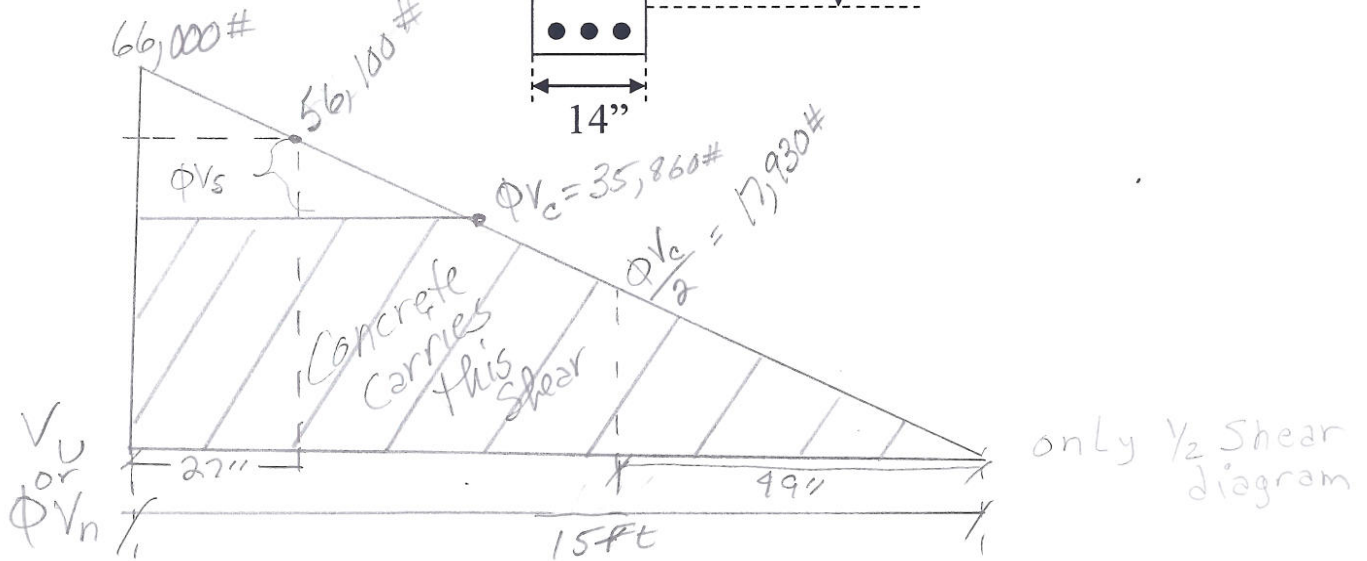 66,000#
56,100#
14”
ϕVs
ϕVc = 35,860#
ϕVc/2 = 17,930#
Concrete
Carries
this
Shear
Vu
or
ϕVn
27"
49"
15ft
only 1/2 Shear
diagram